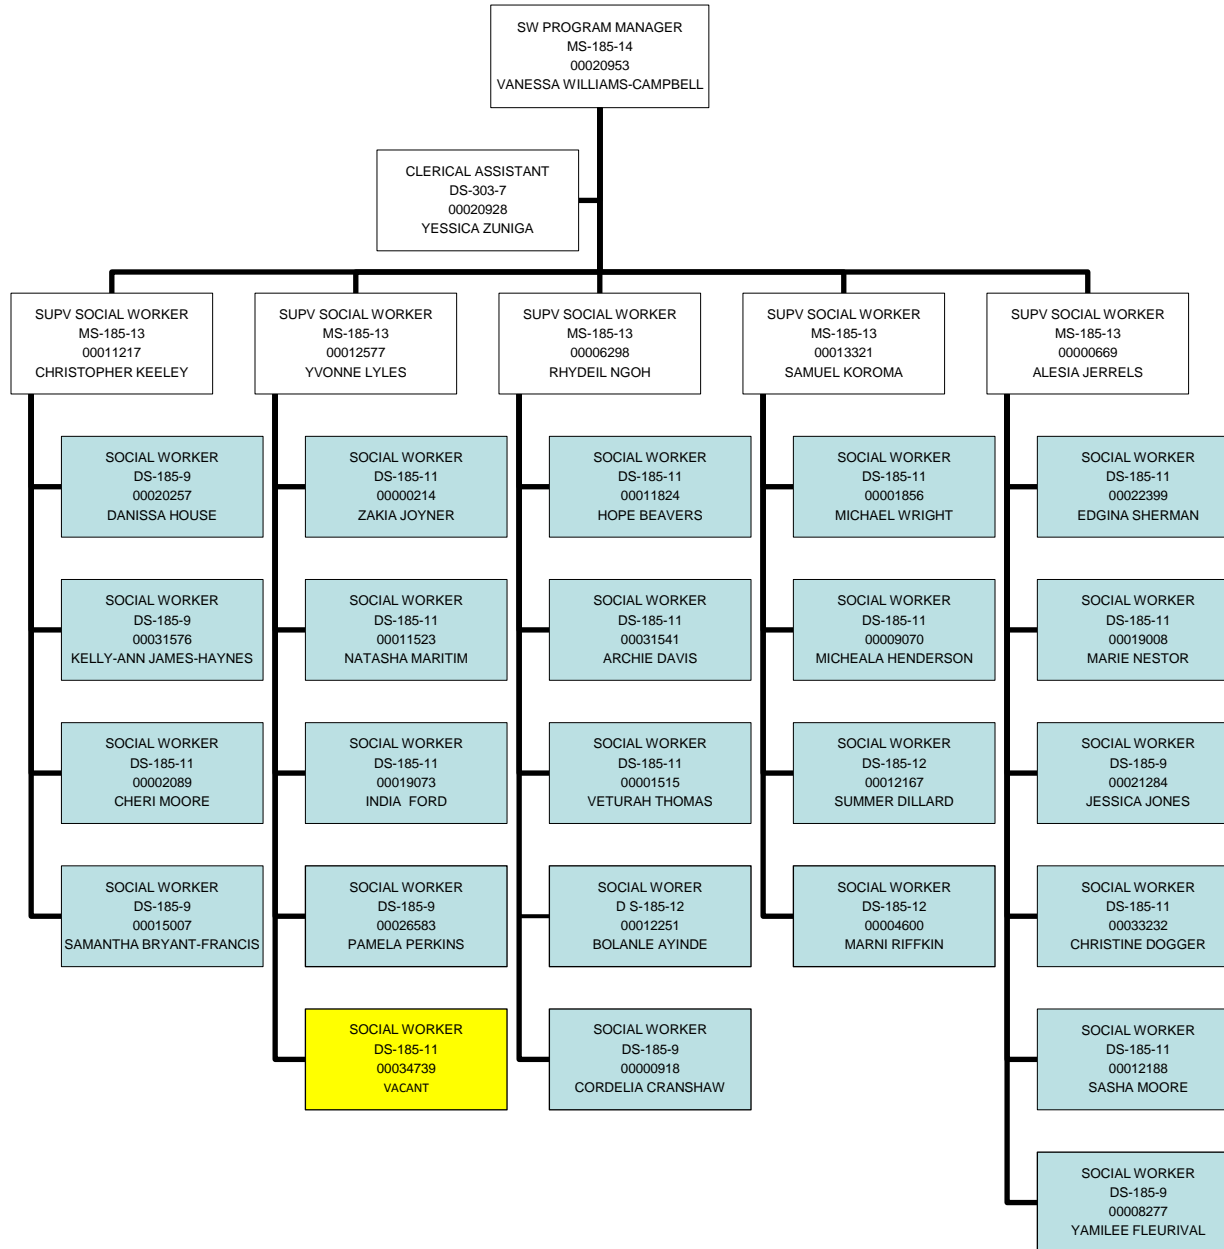 SW PROGRAM MANAGER
MS-185-14
00020953
VANESSA WILLIAMS-CAMPBELL
CLERICAL ASSISTANT
DS-303-7
00020928
YESSICA ZUNIGA
SUPV SOCIAL WORKER
MS-185-13
00011217
CHRISTOPHER KEELEY
SUPV SOCIAL WORKER
MS-185-13
00012577
YVONNE LYLES
SUPV SOCIAL WORKER
MS-185-13
00006298
RHYDEIL NGOH
SUPV SOCIAL WORKER
MS-185-13
00013321
SAMUEL KOROMA
SUPV SOCIAL WORKER
MS-185-13
00000669
ALESIA JERRELS
SOCIAL WORKER
DS-185-9
00020257
DANISSA HOUSE
SOCIAL WORKER
DS-185-11
00000214
ZAKIA JOYNER
SOCIAL WORKER
DS-185-11
00011824
HOPE BEAVERS
SOCIAL WORKER
DS-185-11
00001856
MICHAEL WRIGHT
SOCIAL WORKER
DS-185-11
00022399
EDGINA SHERMAN
SOCIAL WORKER
DS-185-9
00031576
KELLY-ANN JAMES-HAYNES
SOCIAL WORKER
DS-185-11
00011523
NATASHA MARITIM
SOCIAL WORKER
DS-185-11
00031541
ARCHIE DAVIS
SOCIAL WORKER
DS-185-11
00009070
MICHEALA HENDERSON
SOCIAL WORKER
DS-185-11
00019008
MARIE NESTOR
SOCIAL WORKER
DS-185-11
00002089
CHERI MOORE
SOCIAL WORKER
DS-185-11
00019073
INDIA  FORD
SOCIAL WORKER
DS-185-11
00001515
VETURAH THOMAS
SOCIAL WORKER
DS-185-12
00012167
SUMMER DILLARD
SOCIAL WORKER
DS-185-9
00021284
JESSICA JONES
SOCIAL WORKER
DS-185-9
00015007
SAMANTHA BRYANT-FRANCIS
SOCIAL WORKER
DS-185-9
00026583
PAMELA PERKINS
SOCIAL WORER
D S-185-12
00012251
BOLANLE AYINDE
SOCIAL WORKER
DS-185-12
00004600
MARNI RIFFKIN
SOCIAL WORKER
DS-185-11
00033232
CHRISTINE DOGGER
SOCIAL WORKER
DS-185-11
00034739
VACANT
SOCIAL WORKER
DS-185-9
00000918
CORDELIA CRANSHAW
SOCIAL WORKER
DS-185-11
00012188
SASHA MOORE
SOCIAL WORKER
DS-185-9
00008277
YAMILEE FLEURIVAL